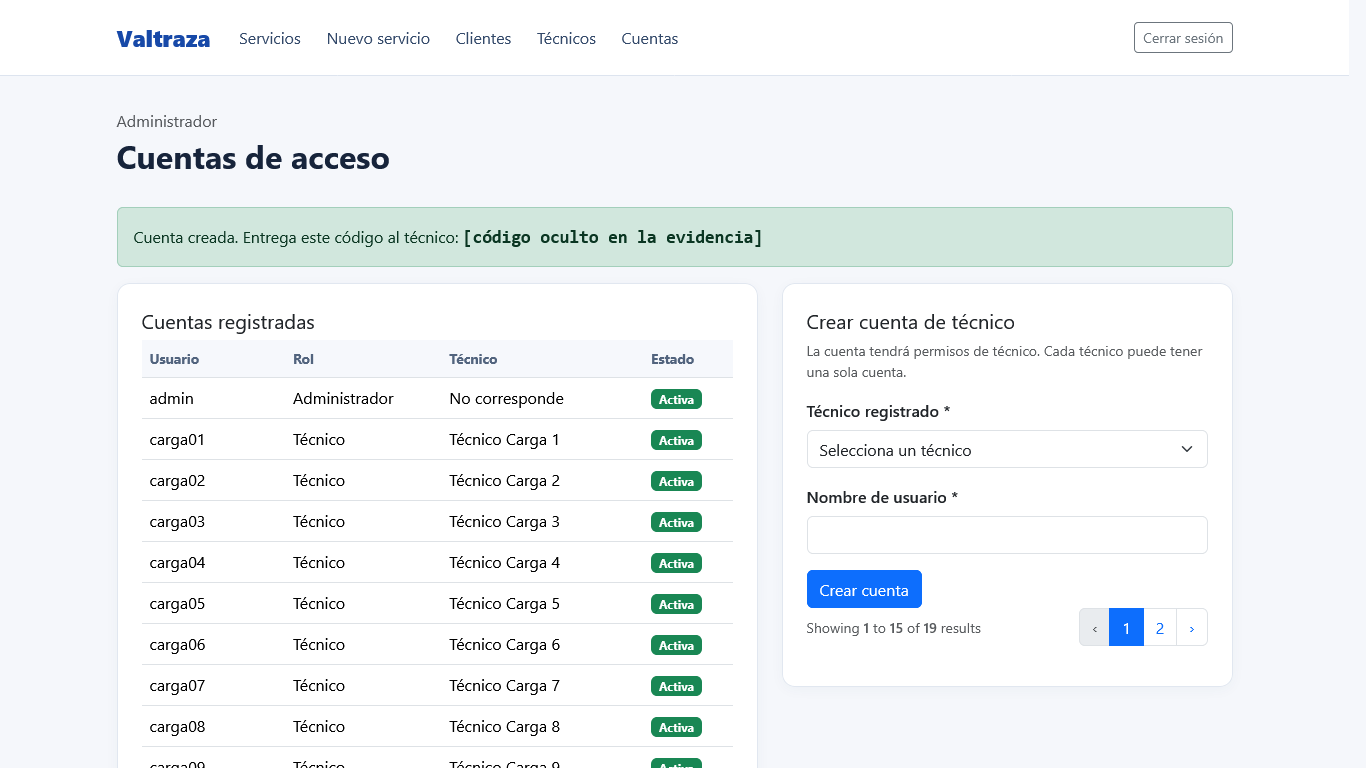 Valtraza Servicios Nuevo servicio Clientes Técnicos Cuentas Cerrar sesión
Administrador
Cuentas de acceso
Cuenta creada. Entrega este código al técnico: [código oculto en la evidencia]
Cuentas registradas
Usuario Rol Técnico Estado
admin Administrador No corresponde Activa
carga01 Técnico Técnico Carga 1 Activa
carga02 Técnico Técnico Carga 2 Activa
carga03 Técnico Técnico Carga 3 Activa
carga04 Técnico Técnico Carga 4 Activa
carga05 Técnico Técnico Carga 5 Activa
carga06 Técnico Técnico Carga 6 Activa
carga07 Técnico Técnico Carga 7 Activa
carga08 Técnico Técnico Carga 8 Activa
carga09 Técnico Técnico Carga 9 Activa
Crear cuenta de técnico
La cuenta tendrá permisos de técnico. Cada técnico puede tener
una sola cuenta.
Técnico registrado *
Selecciona un técnico
Nombre de usuario *
Crear cuenta
Showing 1 to 15 of 19 results ‹ 1 2 ›